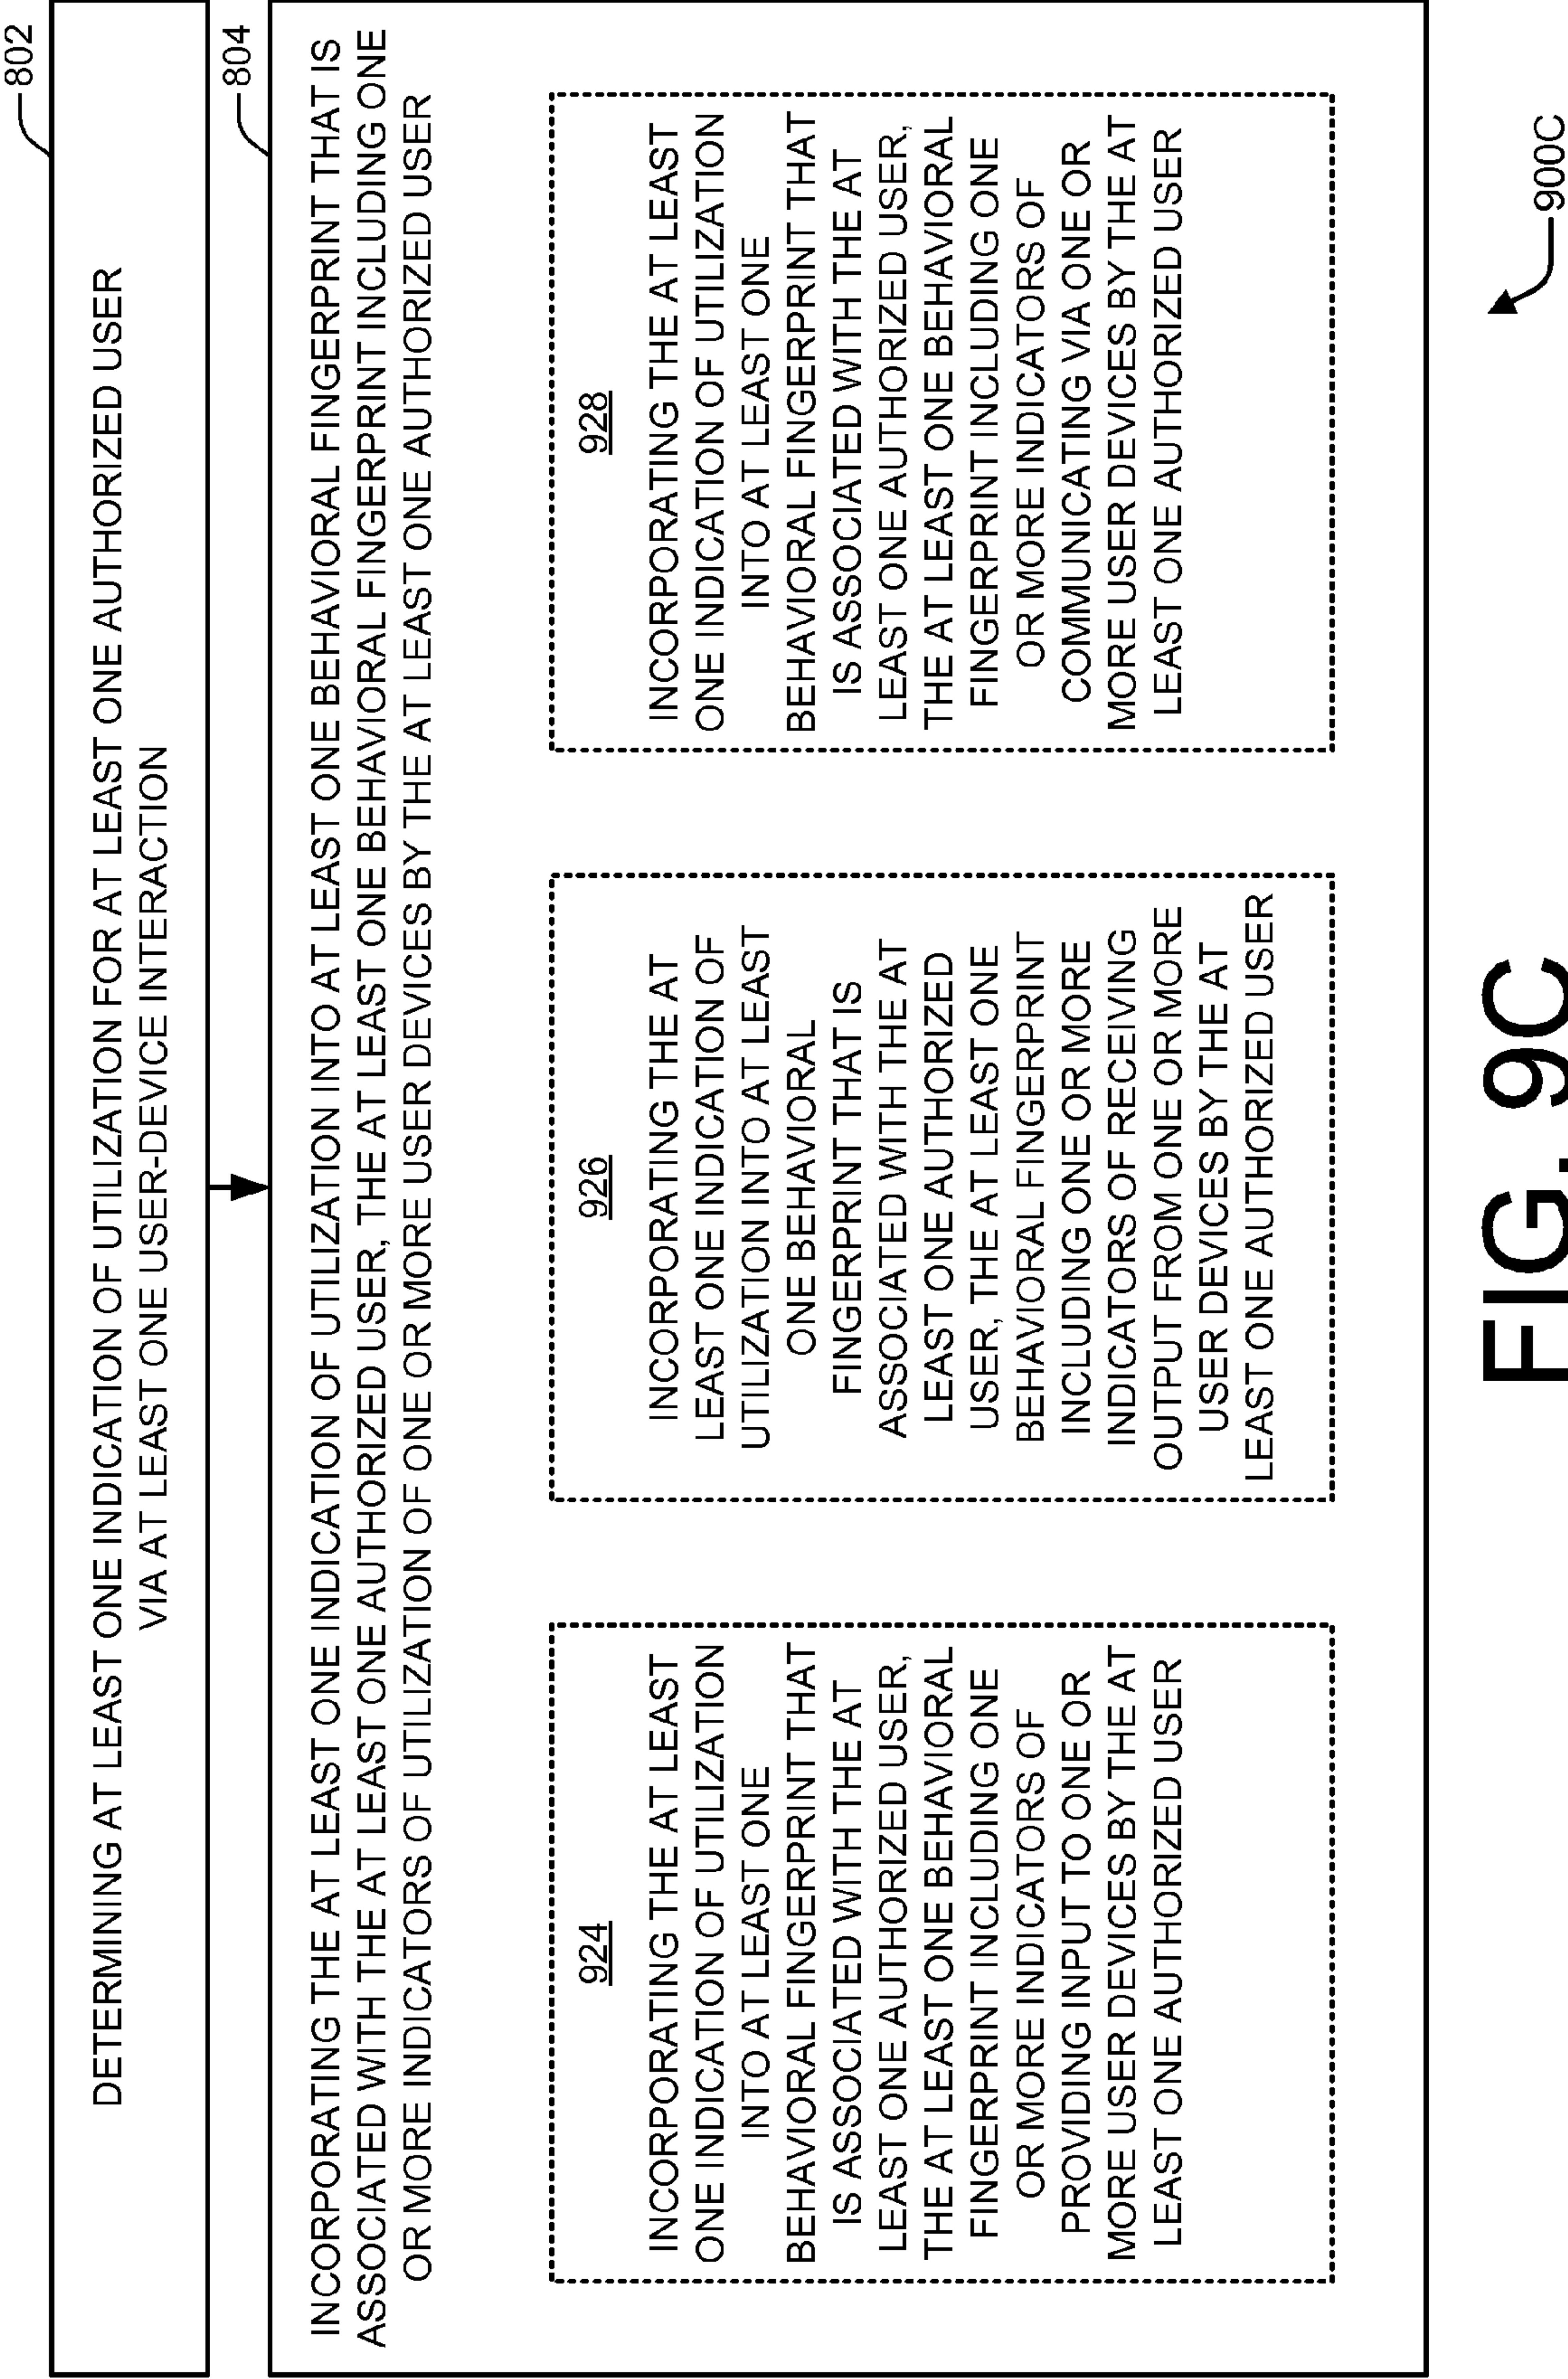 802
DETERMINING AT LEAST ONE INDICATION OF UTILIZATION FOR AT LEAST ONE AUTHORIZED USER
VIA AT LEAST ONE USER-DEVICE INTERACTION
804
INCORPORATING THE AT LEAST ONE INDICATION OF UTILIZATION INTO AT LEAST ONE BEHAVIORAL FINGERPRINT THAT IS
ASSOCIATED WITH THE AT LEAST ONE AUTHORIZED USER, THE AT LEAST ONE BEHAVIORAL FINGERPRINT INCLUDING ONE
OR MORE INDICATORS OF UTILIZATION OF ONE OR MORE USER DEVICES BY THE AT LEAST ONE AUTHORIZED USER
924
INCORPORATING THE AT LEAST
ONE INDICATION OF UTILIZATION
INTO AT LEAST ONE
BEHAVIORAL FINGERPRINT THAT
IS ASSOCIATED WITH THE AT
LEAST ONE AUTHORIZED USER,
THE AT LEAST ONE BEHAVIORAL
FINGERPRINT INCLUDING ONE
OR MORE INDICATORS OF
PROVIDING INPUT TO ONE OR
MORE USER DEVICES BY THE AT
LEAST ONE AUTHORIZED USER
926
INCORPORATING THE AT
LEAST ONE INDICATION OF
UTILIZATION INTO AT LEAST
ONE BEHAVIORAL
FINGERPRINT THAT IS
ASSOCIATED WITH THE AT
LEAST ONE AUTHORIZED
USER, THE AT LEAST ONE
BEHAVIORAL FINGERPRINT
INCLUDING ONE OR MORE
INDICATORS OF RECEIVING
OUTPUT FROM ONE OR MORE
USER DEVICES BY THE AT
LEAST ONE AUTHORIZED USER
928
INCORPORATING THE AT LEAST
ONE INDICATION OF UTILIZATION
INTO AT LEAST ONE
BEHAVIORAL FINGERPRINT THAT
IS ASSOCIATED WITH THE AT
LEAST ONE AUTHORIZED USER,
THE AT LEAST ONE BEHAVIORAL
FINGERPRINT INCLUDING ONE
OR MORE INDICATORS OF
COMMUNICATING VIA ONE OR
MORE USER DEVICES BY THE AT
LEAST ONE AUTHORIZED USER
900C
FIG. 9C